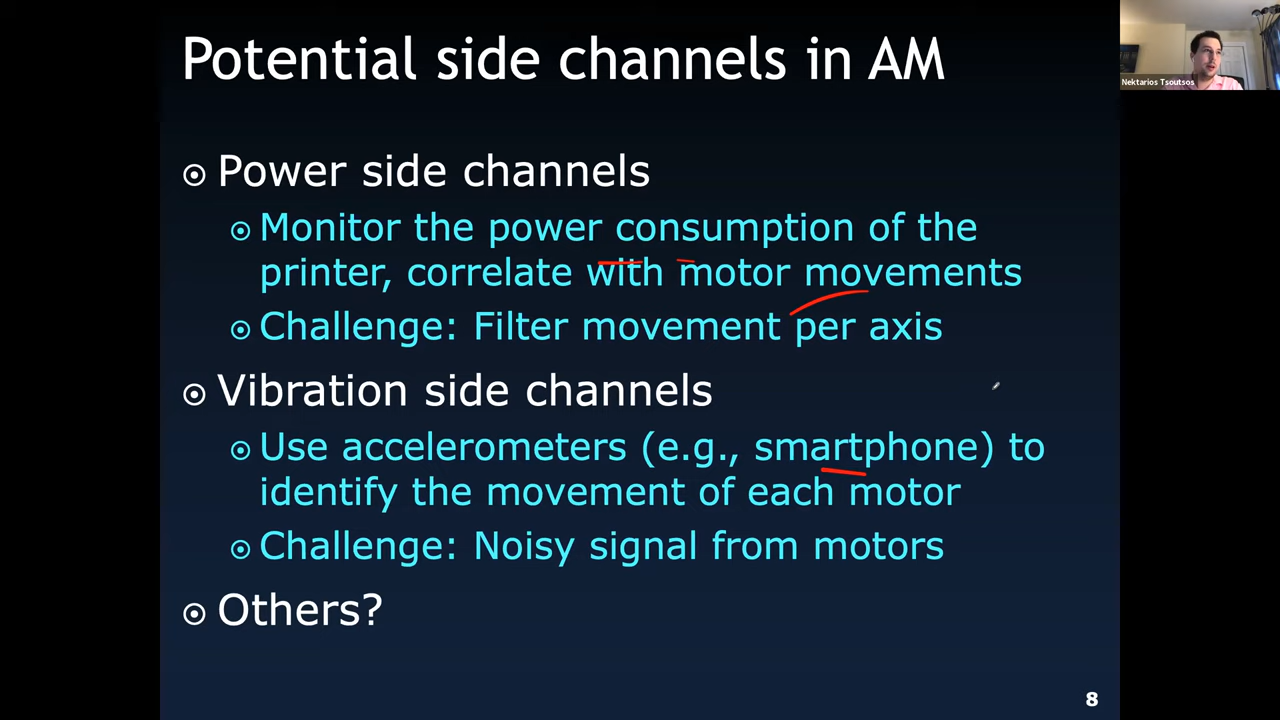 Potential side channels in AM
Nektarios Tsoutsos
Power side channels
Monitor the power consumption of the
printer, correlate with motor movements
Challenge: Filter movement per axis
Vibration side channels
Use accelerometers (e.g., smartphone) to
identify the movement of each motor
Challenge: Noisy signal from motors
Others?
8